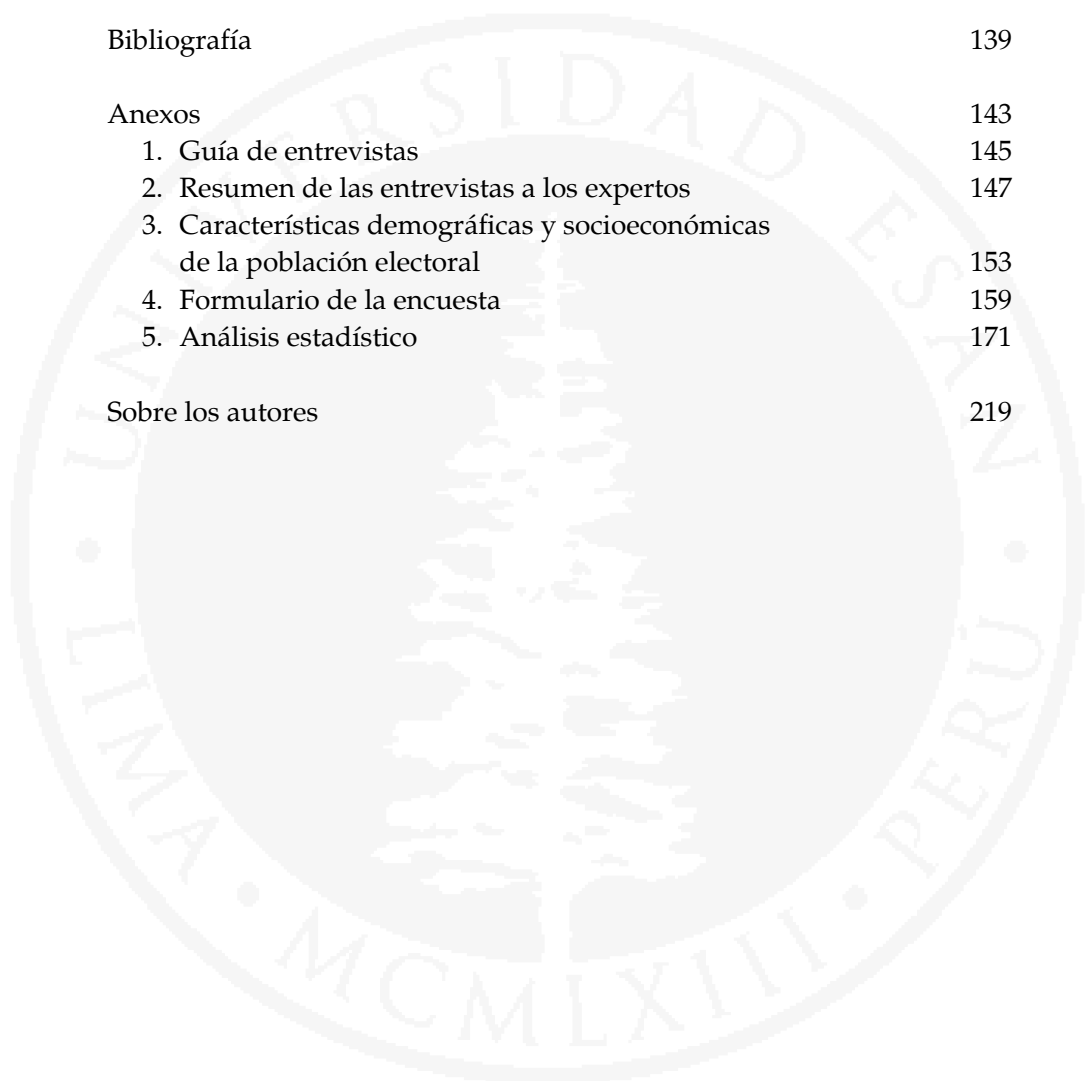 Bibliografía 139
Anexos 143
1. Guía de entrevistas 145
2. Resumen de las entrevistas a los expertos 147
3. Características demográficas y socioeconómicas
de la población electoral 153
4. Formulario de la encuesta 159
5. Análisis estadístico 171
Sobre los autores 219
UNIVERSIDAD ESAN
LIMA • MCMLXIII • PERÚ